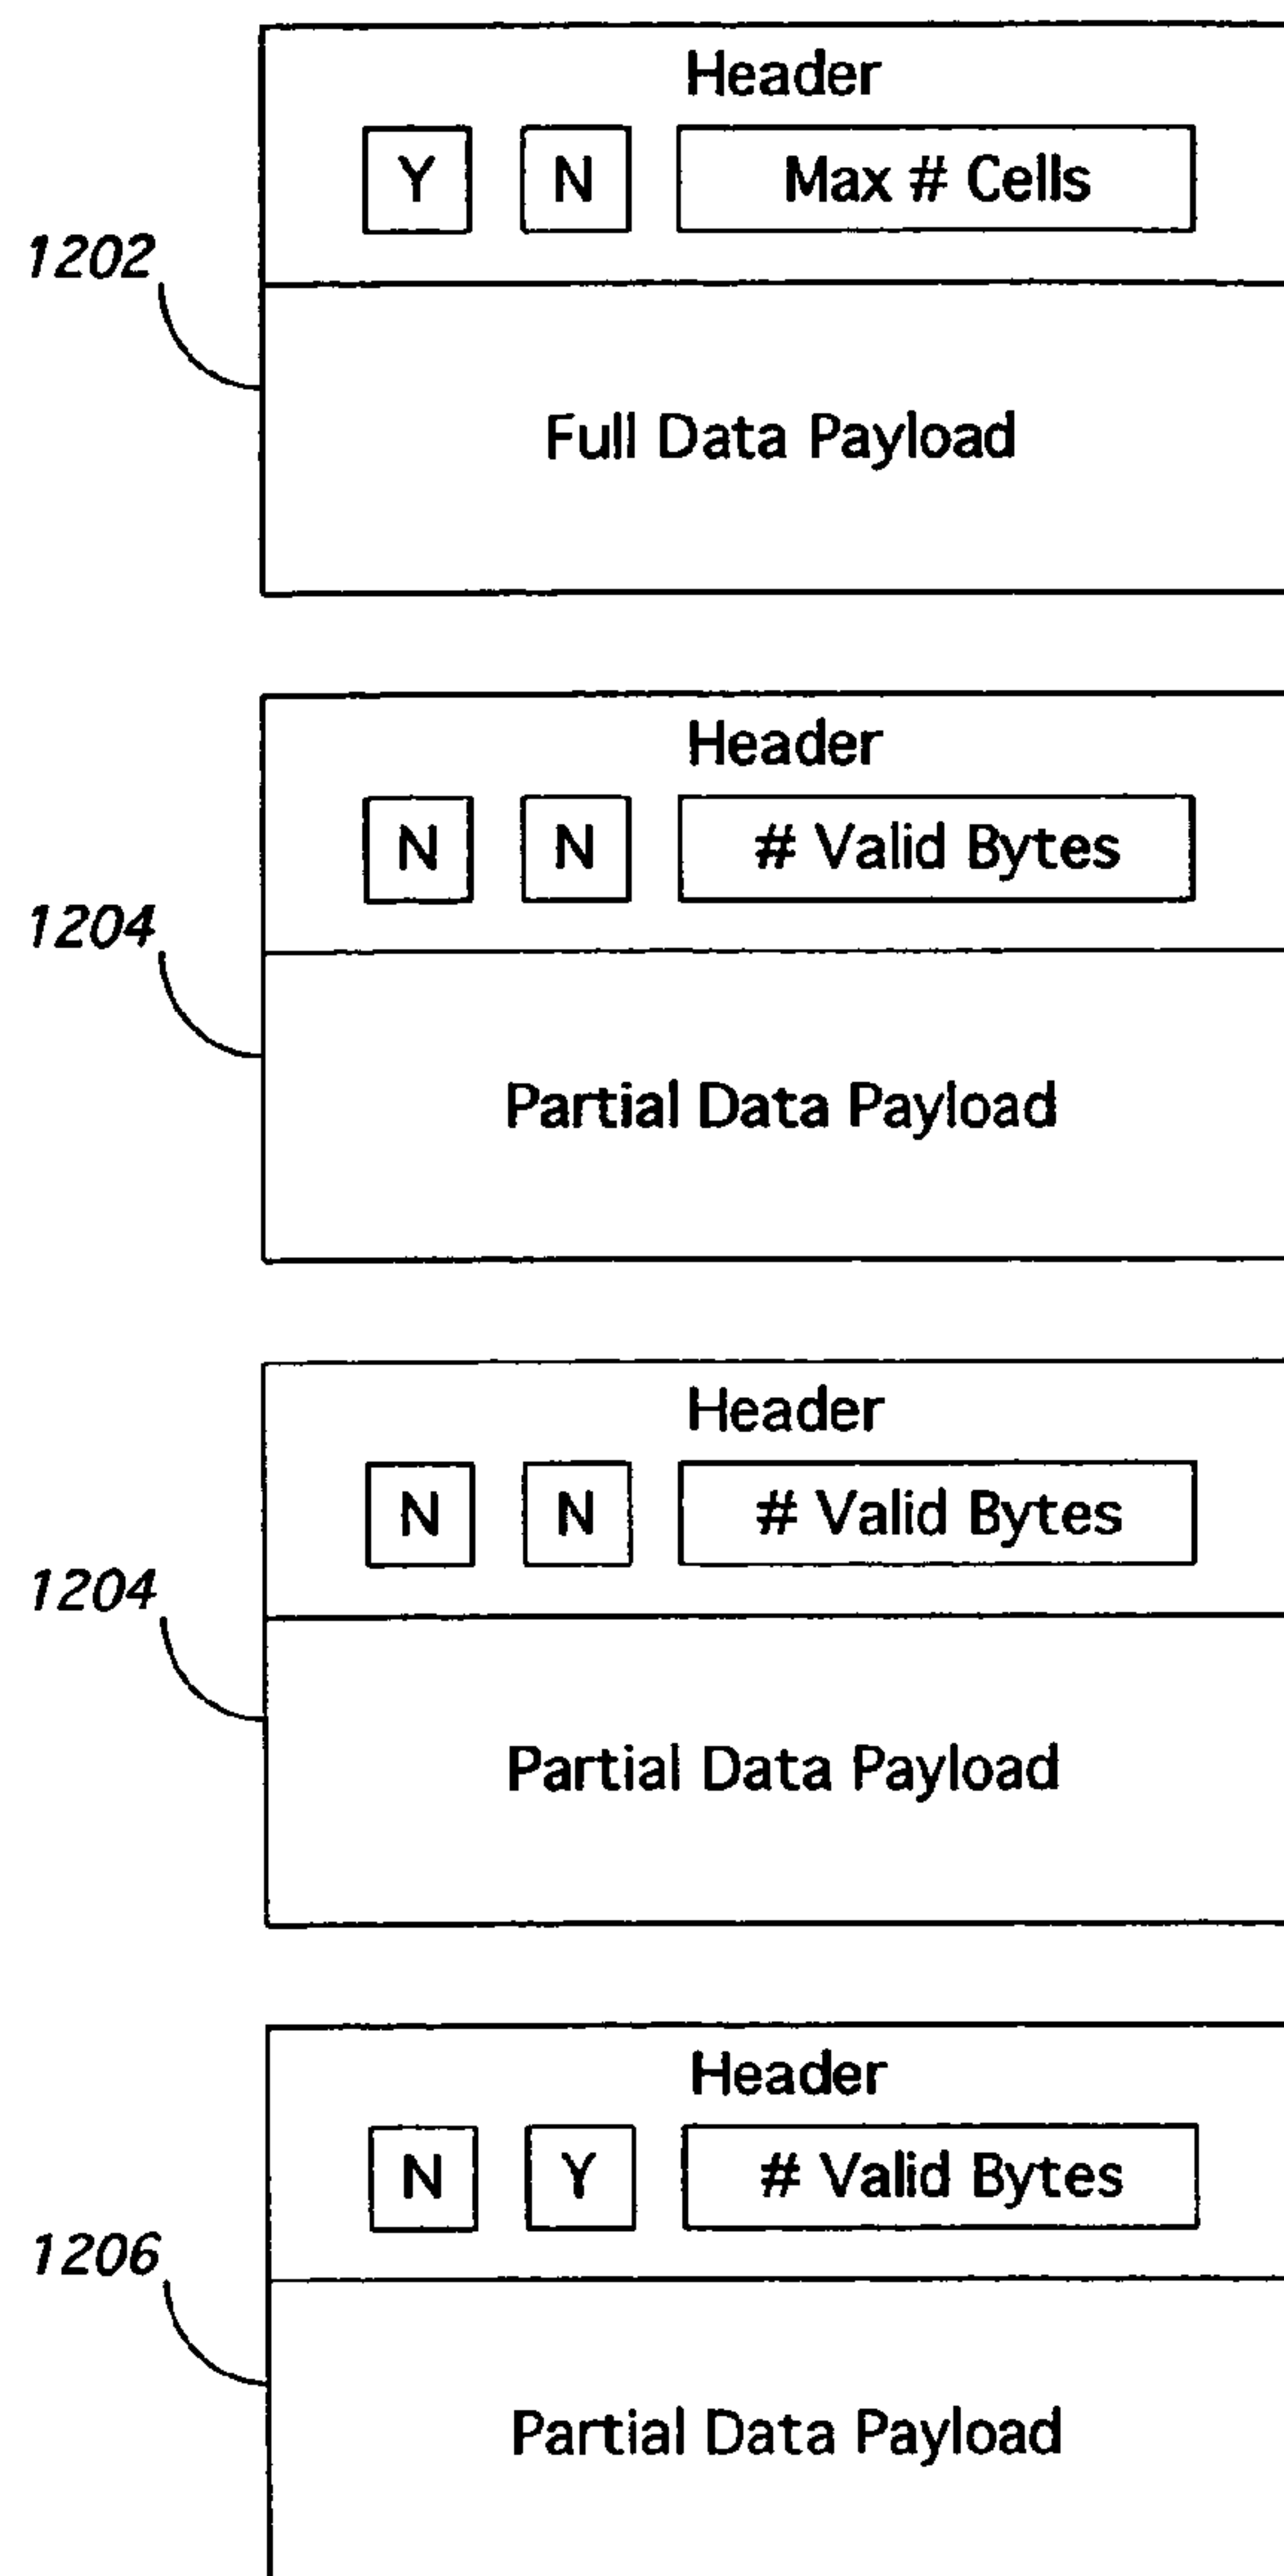 Header
Y N Max # Cells
1202
Full Data Payload
Header
N N # Valid Bytes
1204
Partial Data Payload
Header
N N # Valid Bytes
1204
Partial Data Payload
Header
N Y # Valid Bytes
1206
Partial Data Payload